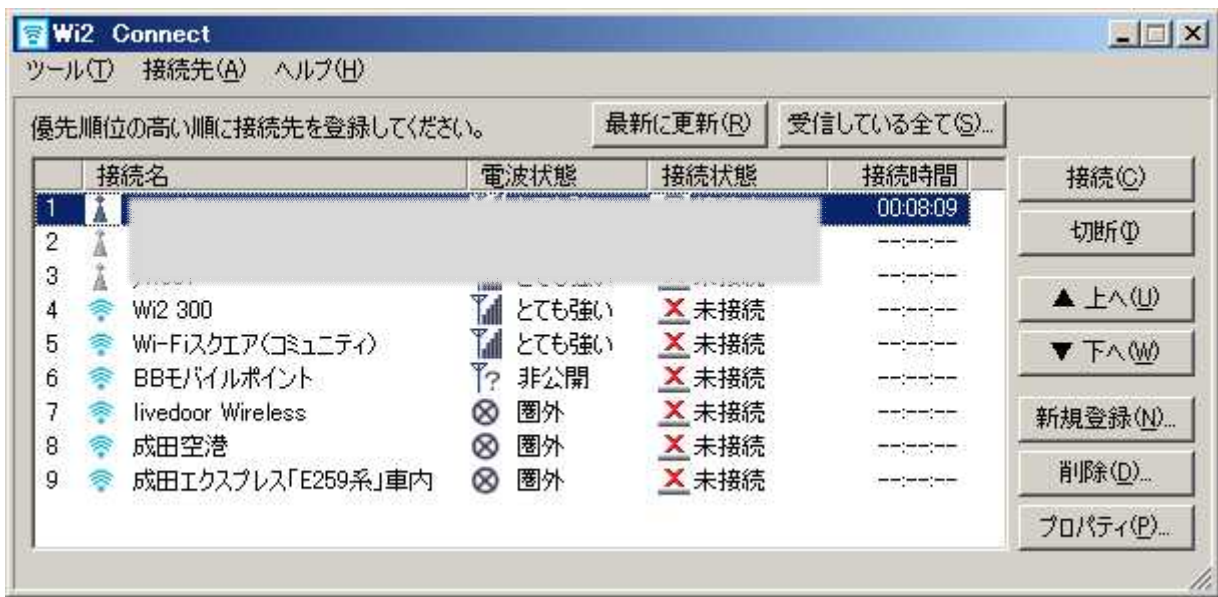 Wi2 Connect
ツール(T) 接続先(A) ヘルプ(H)
優先順位の高い順に接続先を登録してください。 最新に更新(R) 受信している全て(S)...
接続名 電波状態 接続状態 接続時間 接続(C)
1 00:08:09
2 --:--:-- 切断(I)
3 --:--:--
4 Wi2 300 とても強い 未接続 --:--:-- ▲ 上へ(U)
5 Wi-Fiスクエア(コミュニティ) とても強い 未接続 --:--:-- ▼ 下へ(W)
6 BBモバイルポイント 非公開 未接続 --:--:--
7 livedoor Wireless 圏外 未接続 --:--:-- 新規登録(N)...
8 成田空港 圏外 未接続 --:--:--
9 成田エクスプレス「E259系」車内 圏外 未接続 --:--:-- 削除(D)...
プロパティ(P)...